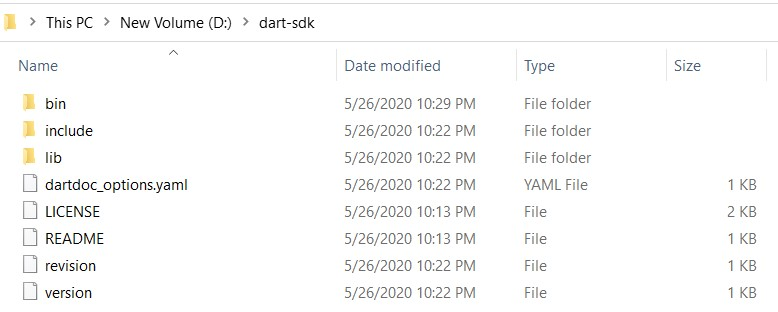 This PC New Volume (D:) dart-sdk
Name Date modified Type Size
bin 5/26/2020 10:29 PM File folder
include 5/26/2020 10:22 PM File folder
lib 5/26/2020 10:22 PM File folder
dartdoc_options.yaml 5/26/2020 10:22 PM YAML File 1 KB
LICENSE 5/26/2020 10:13 PM File 2 KB
README 5/26/2020 10:13 PM File 1 KB
revision 5/26/2020 10:22 PM File 1 KB
version 5/26/2020 10:22 PM File 1 KB